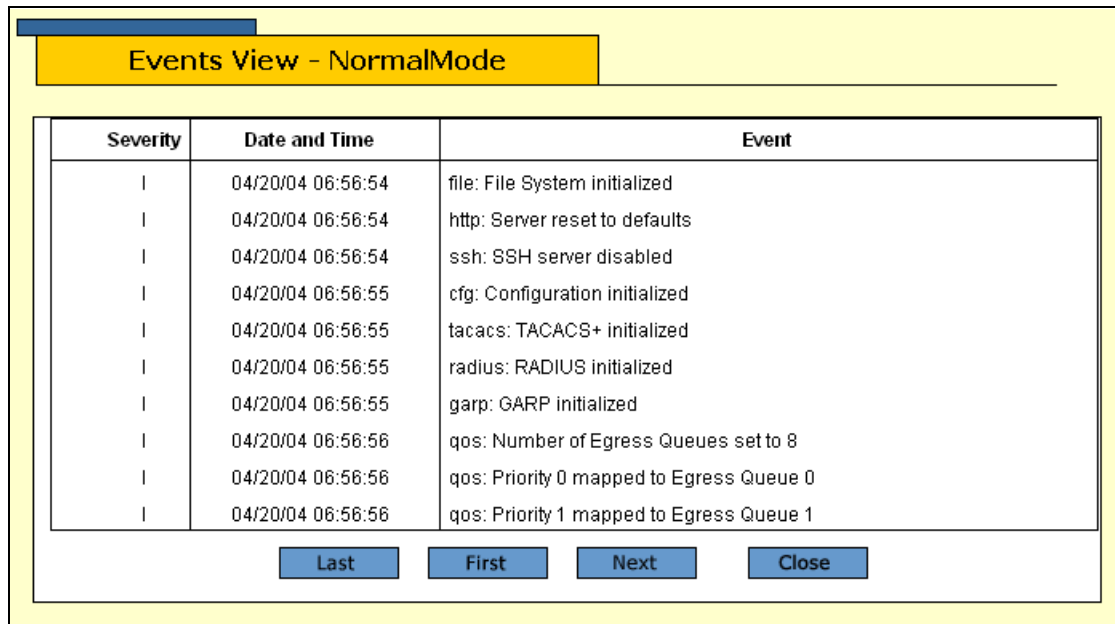 Events View - NormalMode
Severity Date and Time Event
I 04/20/04 06:56:54 file: File System initialized
I 04/20/04 06:56:54 http: Server reset to defaults
I 04/20/04 06:56:54 ssh: SSH server disabled
I 04/20/04 06:56:55 cfg: Configuration initialized
I 04/20/04 06:56:55 tacacs: TACACS+ initialized
I 04/20/04 06:56:55 radius: RADIUS initialized
I 04/20/04 06:56:55 garp: GARP initialized
I 04/20/04 06:56:56 qos: Number of Egress Queues set to 8
I 04/20/04 06:56:56 qos: Priority 0 mapped to Egress Queue 0
I 04/20/04 06:56:56 qos: Priority 1 mapped to Egress Queue 1
Last First Next Close